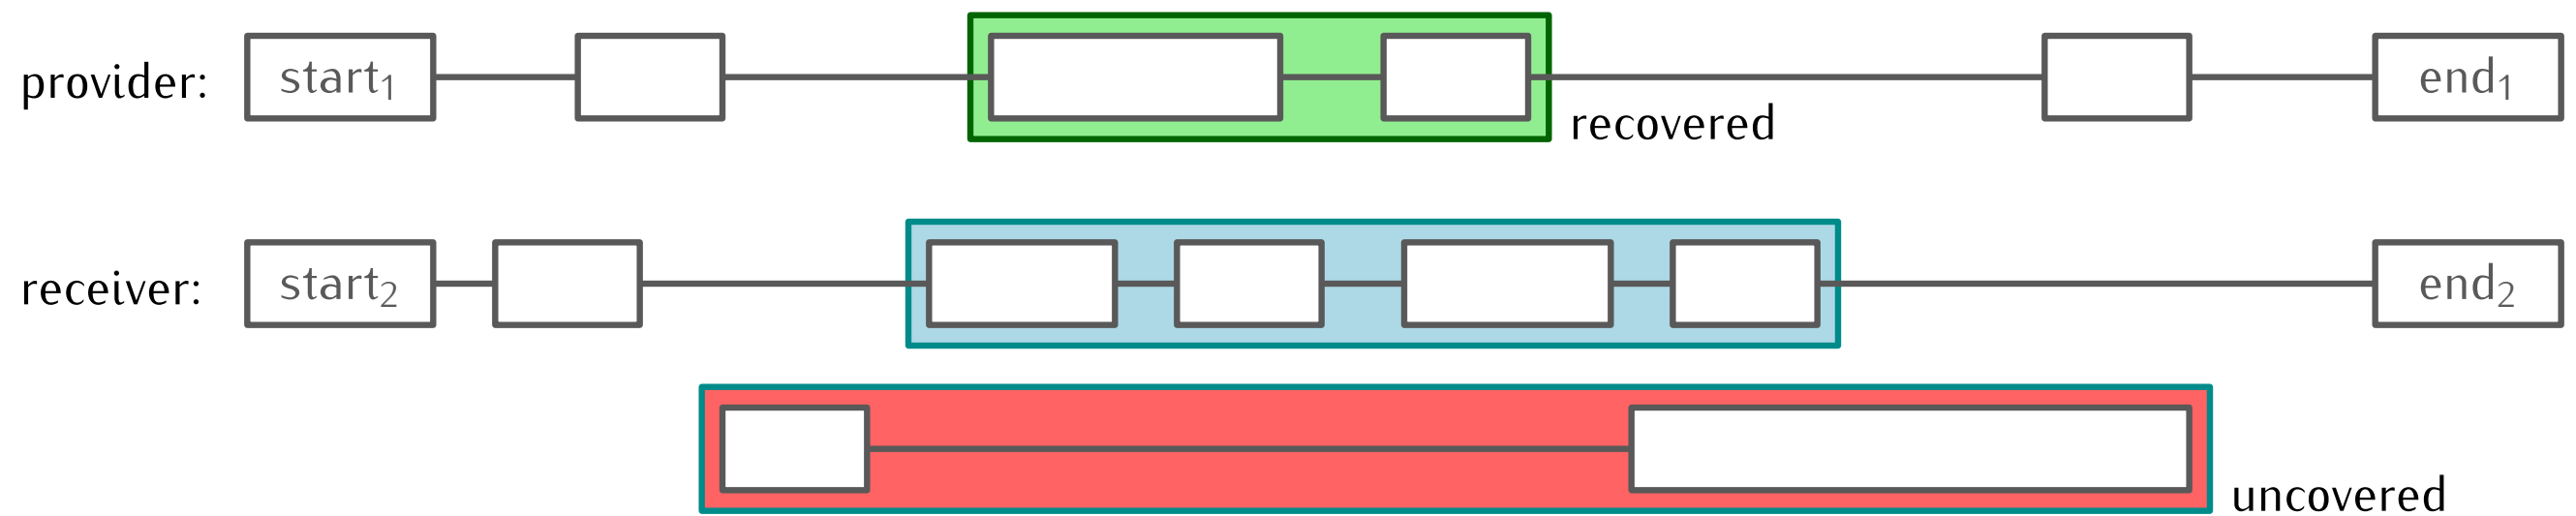 provider: start₁ end₁
recovered
receiver: start₂ end₂
uncovered